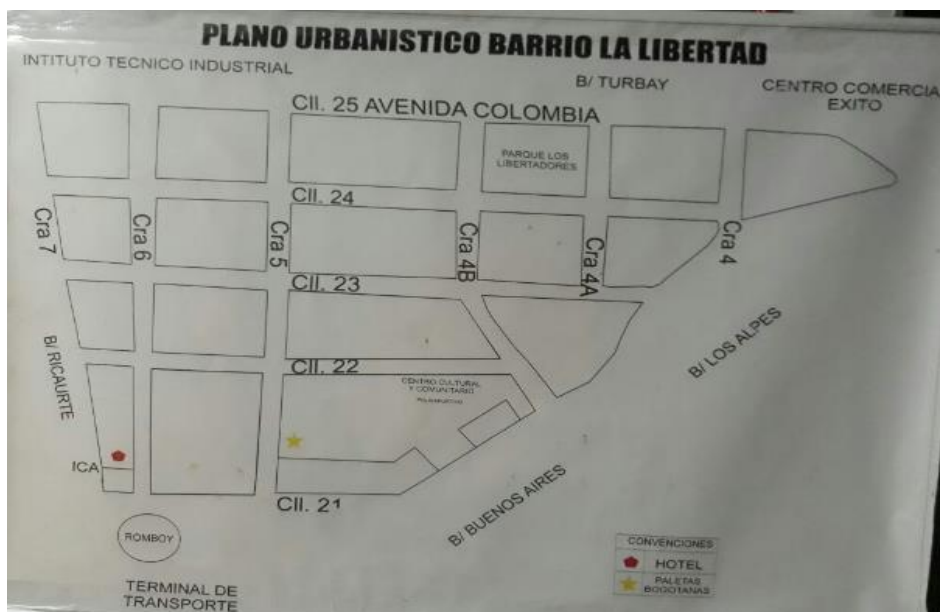 PLANO URBANISTICO BARRIO LA LIBERTAD
INTITUTO TECNICO INDUSTRIAL
B/ TURBAY
CENTRO COMERCIA
EXITO
Cll. 25 AVENIDA COLOMBIA
PARQUE LOS
LIBERTADORES
Cll. 24
Cra 7
Cra 6
Cra 5
Cra 4B
Cra 4A
Cra 4
Cll. 23
B/ LOS ALPES
B/ RICAURTE
Cll. 22
CENTRO CULTURAL
Y COMUNITARIO
ICA
Cll. 21
B/ BUENOS AIRES
ROMBOY
TERMINAL DE
TRANSPORTE
CONVENCIONES
HOTEL
PALETAS
BOGOTANAS